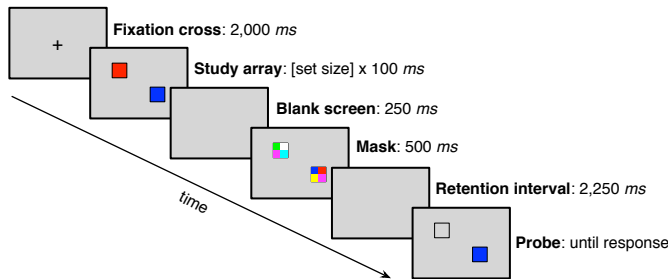 Fixation cross: 2,000 ms
Study array: [set size] x 100 ms
Blank screen: 250 ms
Mask: 500 ms
Retention interval: 2,250 ms
Probe: until response
time